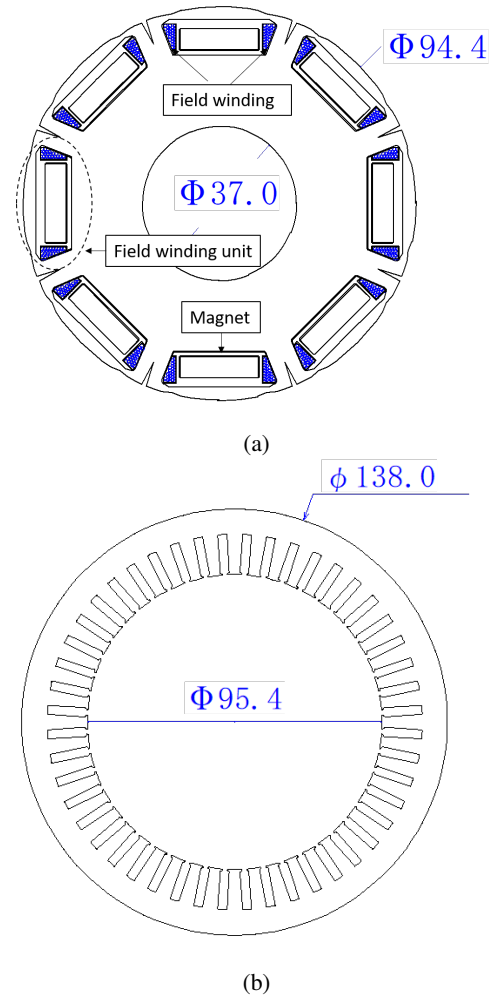 Φ94.4
Field winding
Φ37.0
Field winding unit
Magnet
(a)
ϕ138.0
Φ95.4
(b)